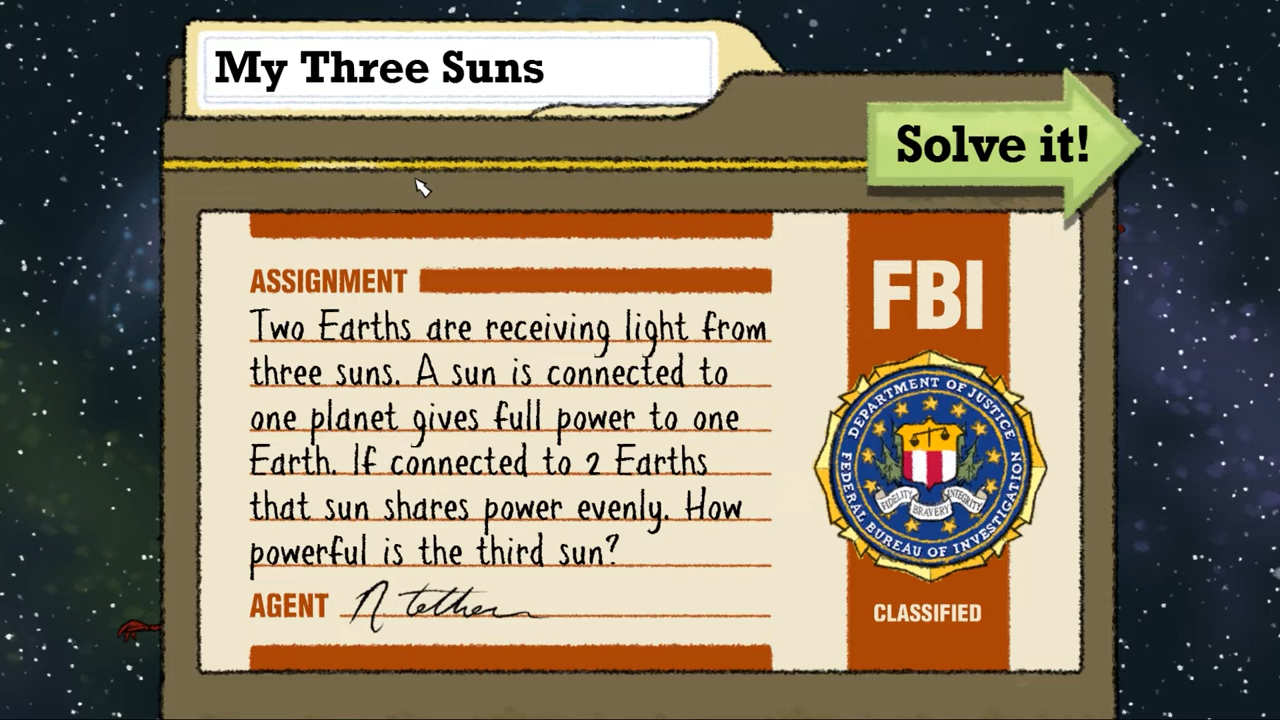 My Three Suns
Solve it!
ASSIGNMENT
Two Earths are receiving light from
three suns. A sun is connected to
one planet gives full power to one
Earth. If connected to 2 Earths
that sun shares power evenly. How
powerful is the third sun?
AGENT N Tethers
FBI
DEPARTMENT OF JUSTICE
FIDELITY BRAVERY INTEGRITY
FEDERAL BUREAU OF INVESTIGATION
CLASSIFIED